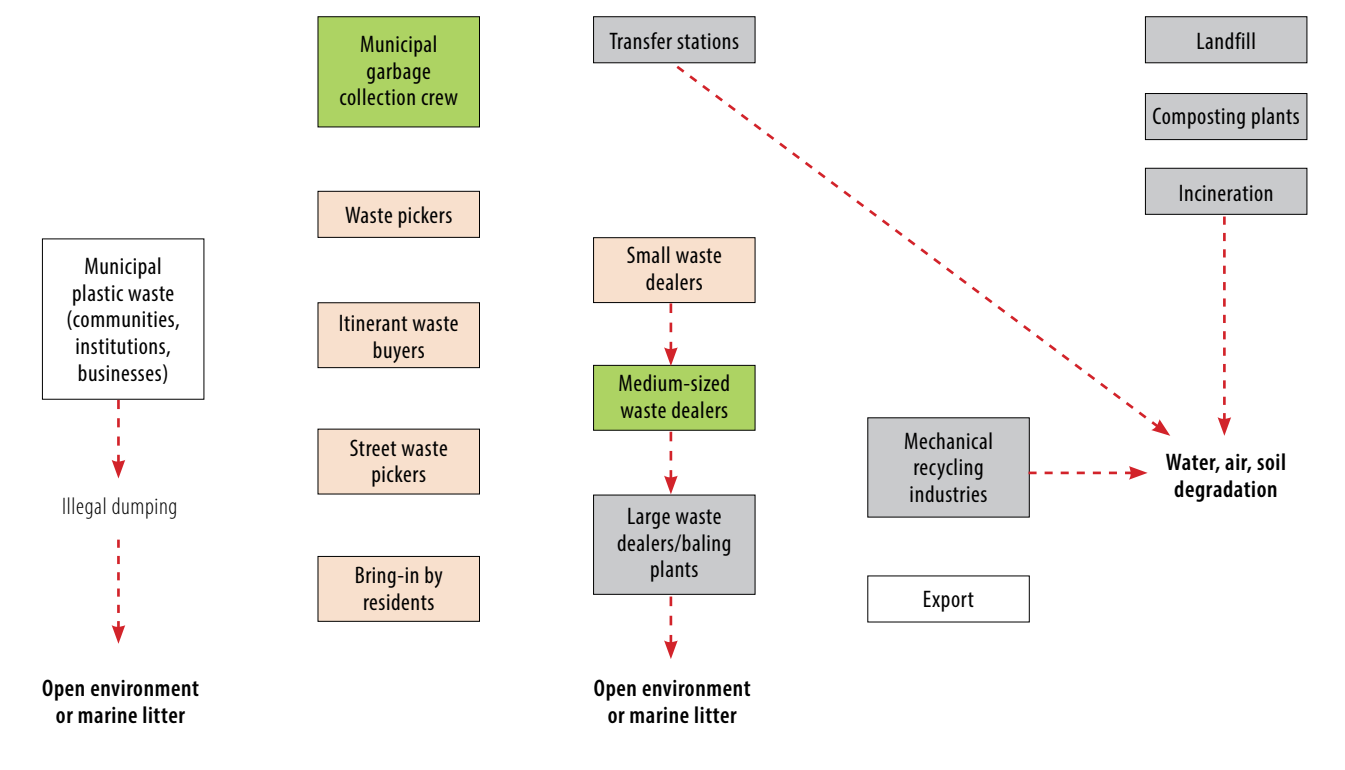 Municipal
garbage
collection crew
Transfer stations
Landfill
Composting plants
Incineration
Waste pickers
Municipal
plastic waste
(communities,
institutions,
businesses)
Small waste
dealers
Itinerant waste
buyers
Medium-sized
waste dealers
Street waste
pickers
Mechanical
recycling
industries
Water, air, soil
degradation
Illegal dumping
Large waste
dealers/baling
plants
Bring-in by
residents
Export
Open environment
or marine litter
Open environment
or marine litter